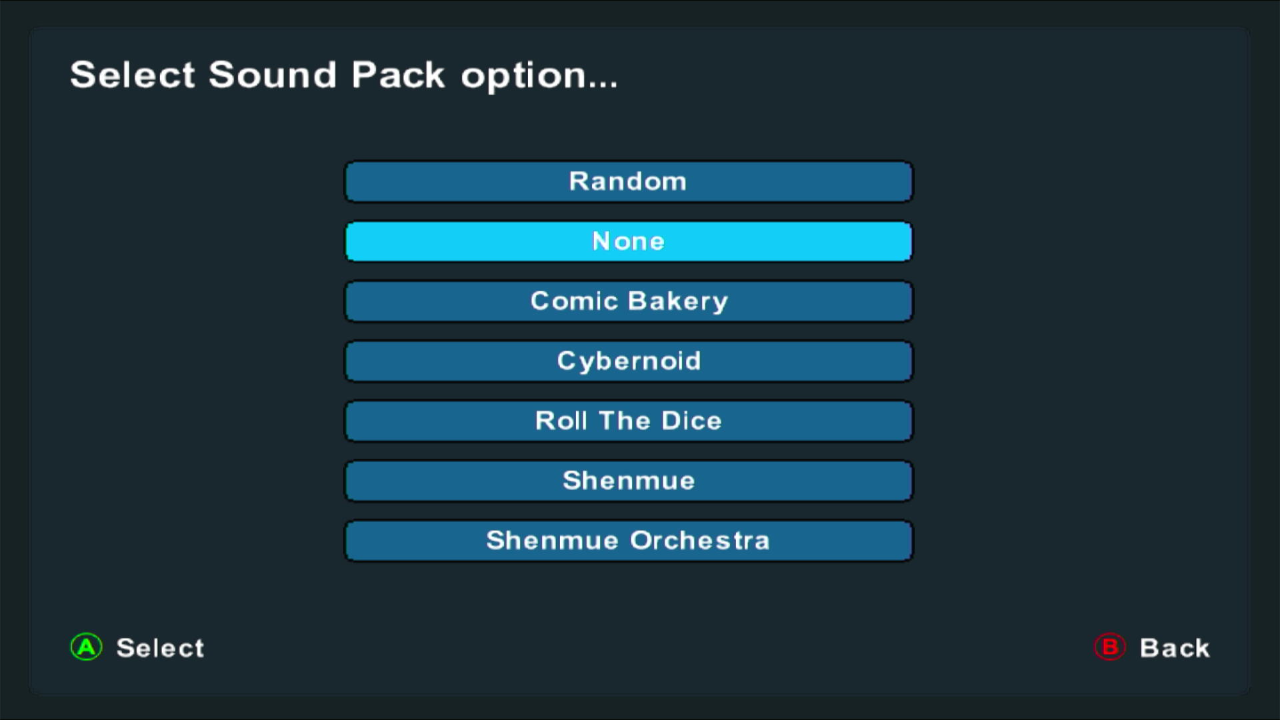 Select Sound Pack option...
Random
None
Comic Bakery
Cybernoid
Roll The Dice
Shenmue
Shenmue Orchestra
A Select
B Back